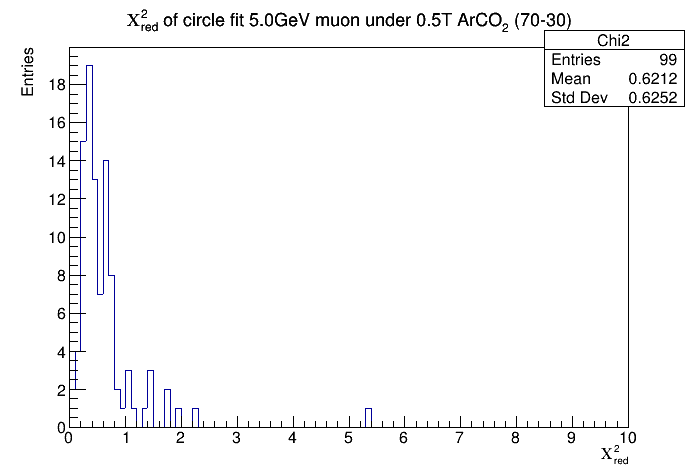 χ²red of circle fit 5.0GeV muon under 0.5T ArCO₂ (70-30)
Chi2
Entries 99
Mean 0.6212
Std Dev 0.6252
Entries
18
16
14
12
10
8
6
4
2
0
0 1 2 3 4 5 6 7 8 9 10
χ²red